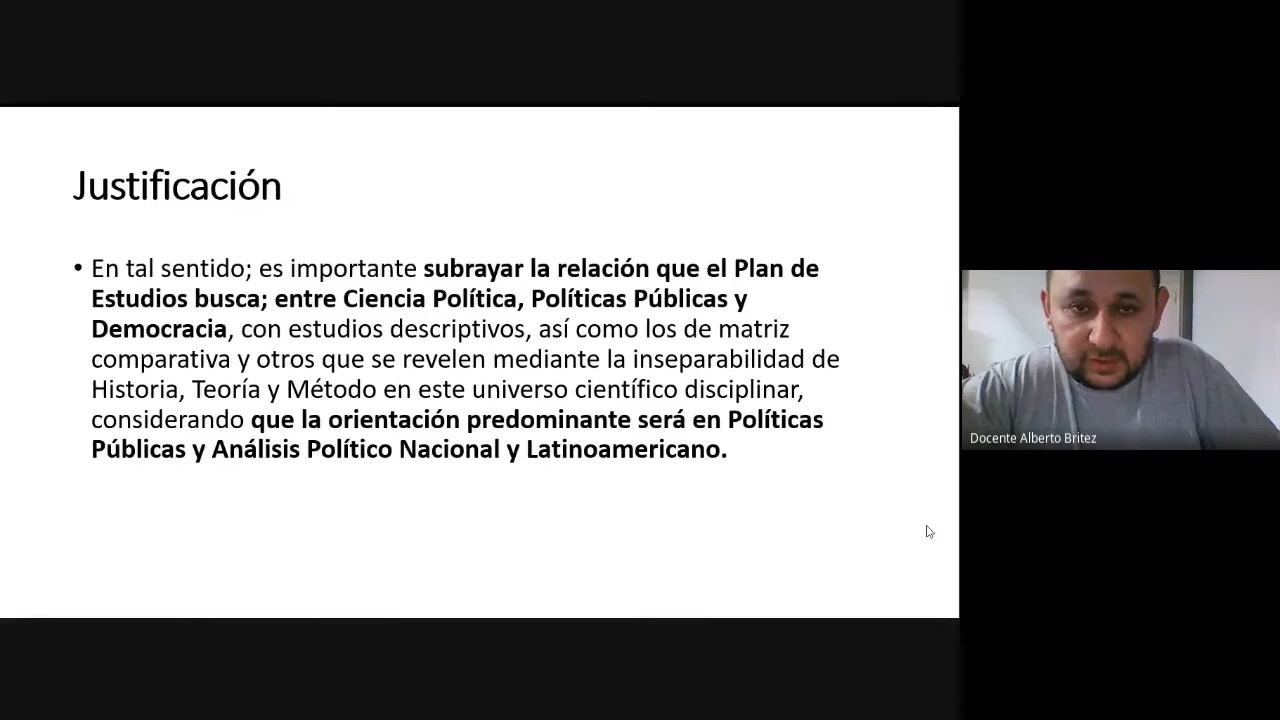 Justificación
• En tal sentido; es importante subrayar la relación que el Plan de
Estudios busca; entre Ciencia Política, Políticas Públicas y
Democracia, con estudios descriptivos, así como los de matriz
comparativa y otros que se revelen mediante la inseparabilidad de
Historia, Teoría y Método en este universo científico disciplinar,
considerando que la orientación predominante será en Políticas
Públicas y Análisis Político Nacional y Latinoamericano.
Docente Alberto Britez